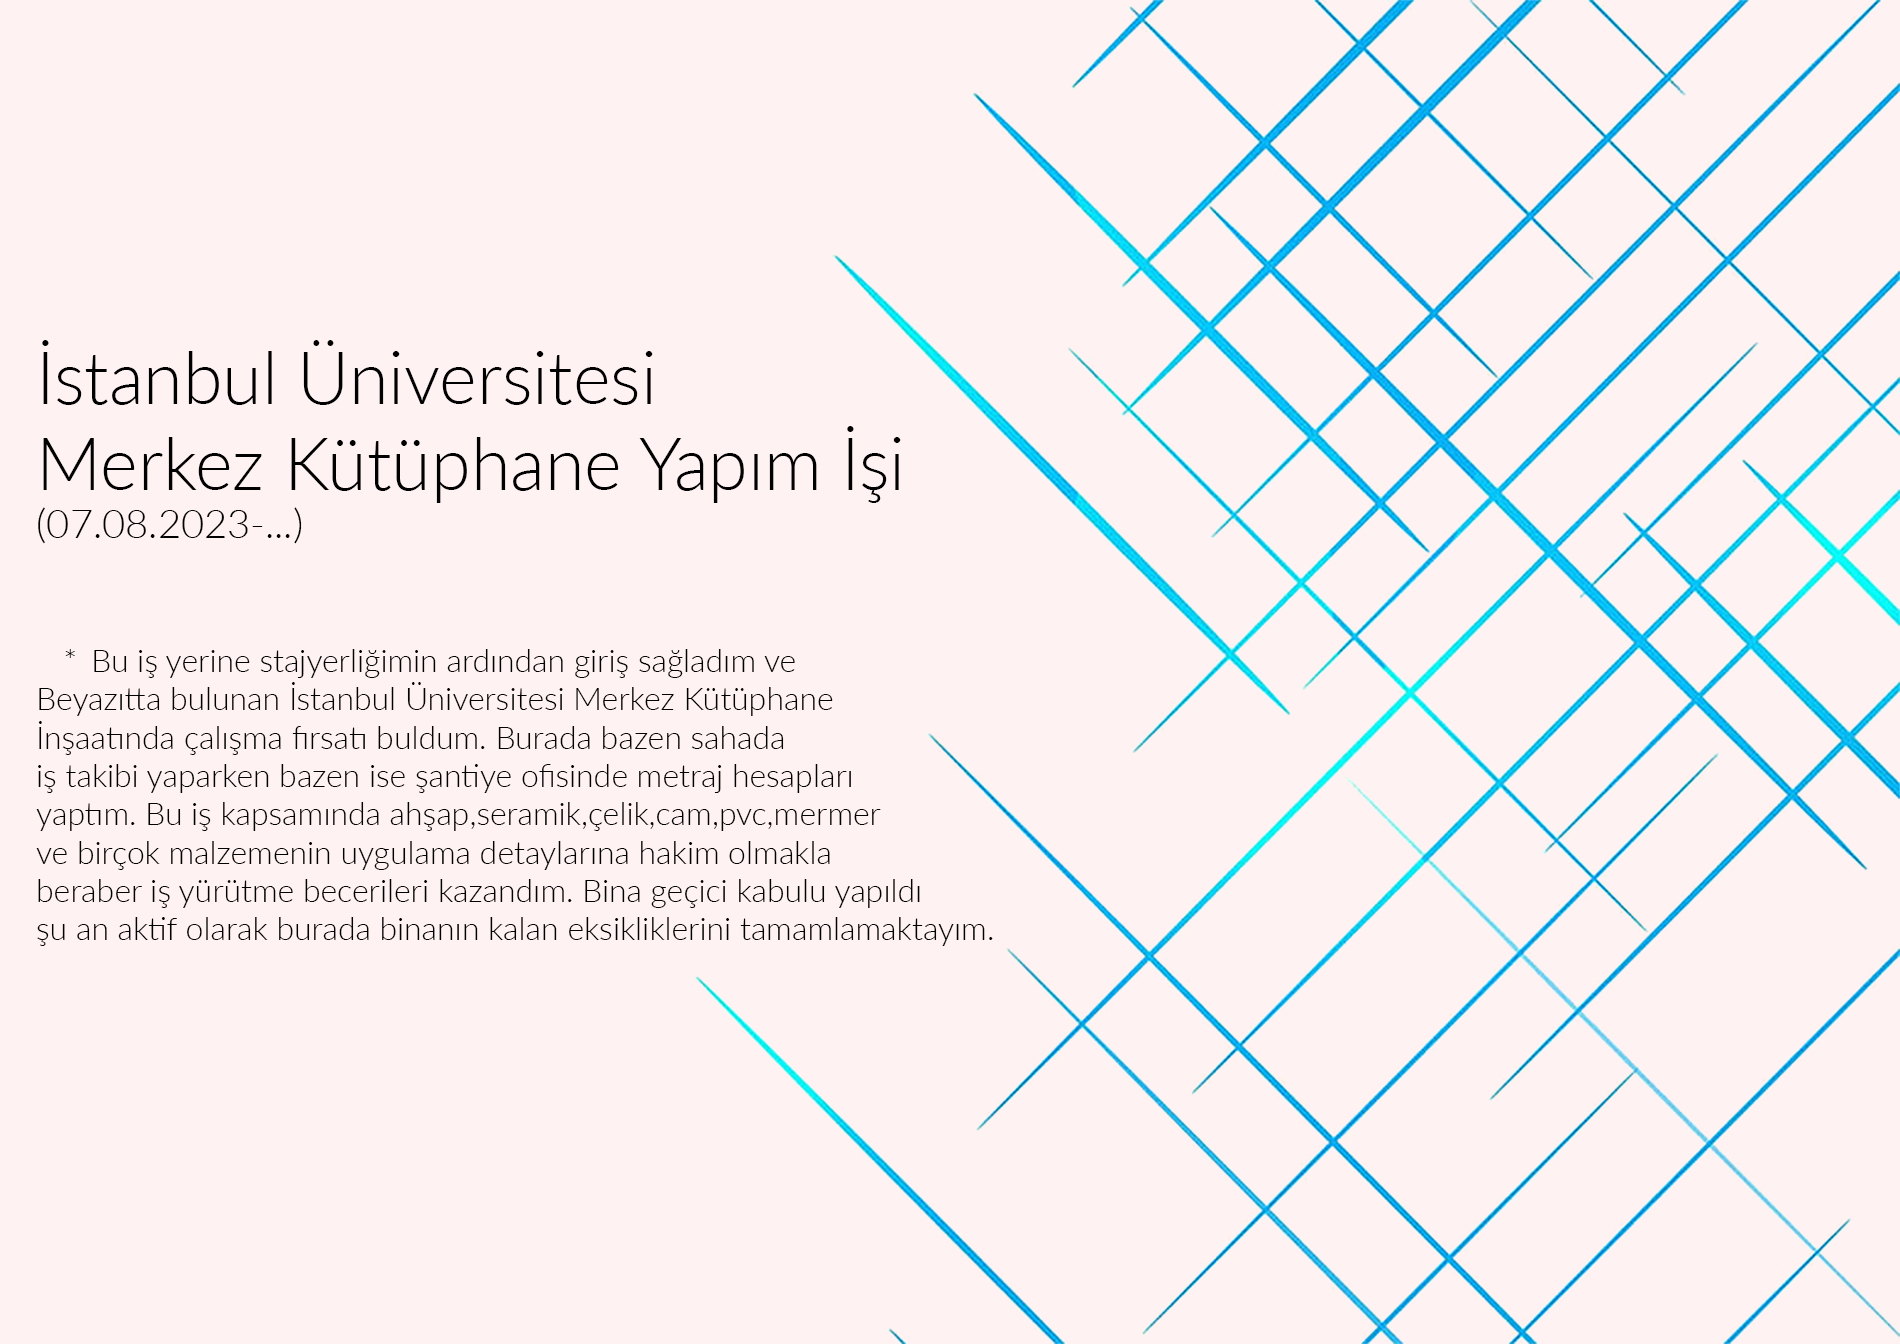 İstanbul Üniversitesi
Merkez Kütüphane Yapım İşi
(07.08.2023-...)
* Bu iş yerine stajyerliğimin ardından giriş sağladım ve
Beyazıtta bulunan İstanbul Üniversitesi Merkez Kütüphane
İnşaatında çalışma fırsatı buldum. Burada bazen sahada
iş takibi yaparken bazen ise şantiye ofisinde metraj hesapları
yaptım. Bu iş kapsamında ahşap,seramik,çelik,cam,pvc,mermer
ve birçok malzemenin uygulama detaylarına hakim olmakla
beraber iş yürütme becerileri kazandım. Bina geçici kabulu yapıldı
şu an aktif olarak burada binanın kalan eksikliklerini tamamlamaktayım.